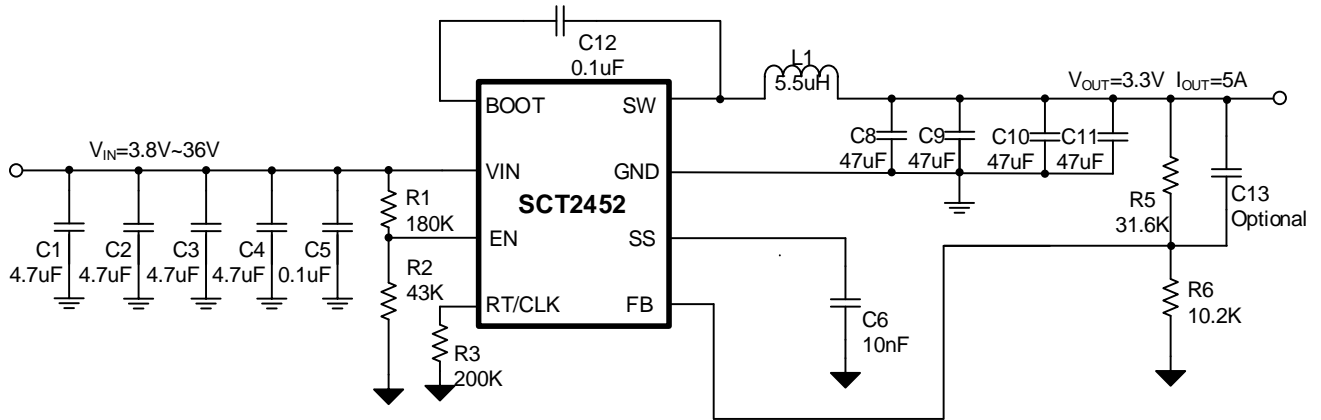 C12
0.1uF
L1
5.5uH
VOUT=3.3V IOUT=5A
BOOT
SW
C8
47uF
C9
47uF
C10
47uF
C11
47uF
VIN=3.8V~36V
VIN
GND
SCT2452
R1
180K
R5
31.6K
C13
Optional
C1
4.7uF
C2
4.7uF
C3
4.7uF
C4
4.7uF
C5
0.1uF
EN
SS
R2
43K
RT/CLK
FB
R6
10.2K
C6
10nF
R3
200K